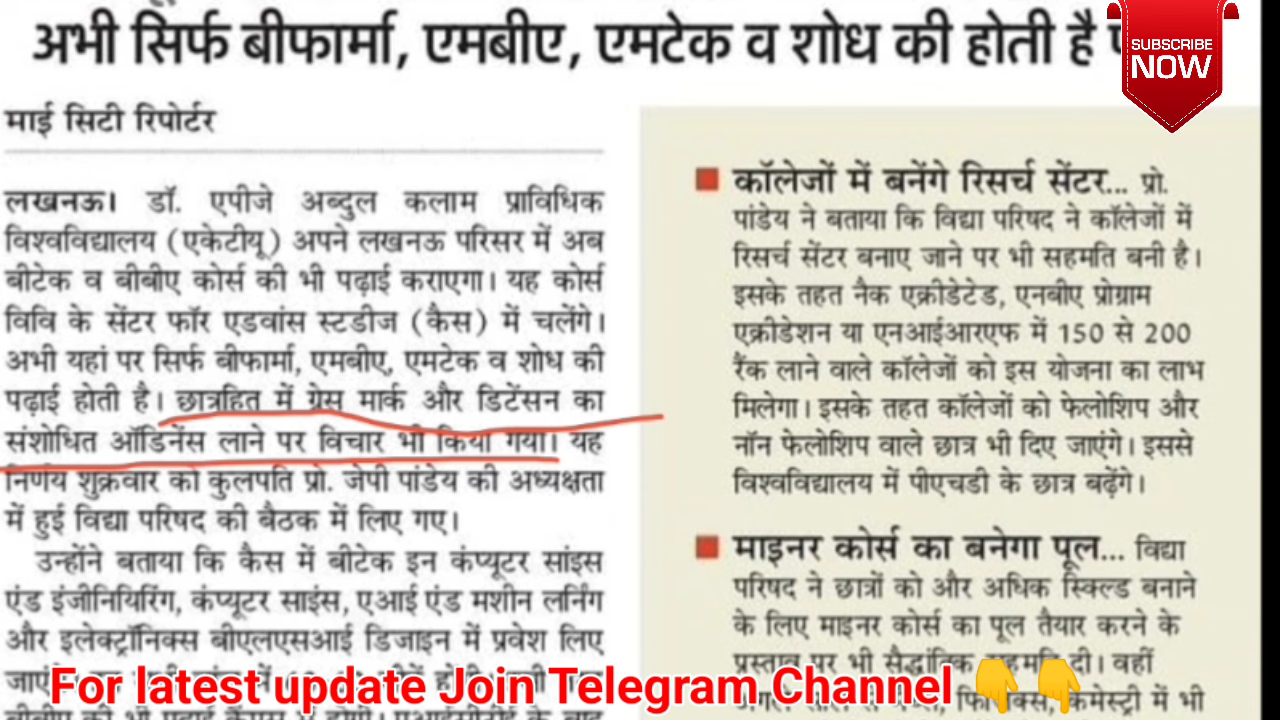 अभी सिर्फ बीफार्मा, एमबीए, एमटेक व शोध की होती है
SUBSCRIBE
NOW
माई सिटी रिपोर्टर
लखनऊ। डॉ. एपीजे अब्दुल कलाम प्राविधिक
विश्वविद्यालय (एकेटीयू) अपने लखनऊ परिसर में अब
बीटेक व बीबीए कोर्स की भी पढ़ाई कराएगा। यह कोर्स
विवि के सेंटर फॉर एडवांस स्टडीज (कैस) में चलेंगे।
अभी यहां पर सिर्फ बीफार्मा, एमबीए, एमटेक व शोध की
पढ़ाई होती है। छात्रहित में ग्रेस मार्क और डिटेंसन का
संशोधित ऑडिनेंस लाने पर विचार भी किया गया। यह
निर्णय शुक्रवार को कुलपति प्रो. जेपी पांडेय की अध्यक्षता
में हुई विद्या परिषद की बैठक में लिए गए।
उन्होंने बताया कि कैस में बीटेक इन कंप्यूटर साइंस
एंड इंजीनियिरिंग, कंप्यूटर साइंस, एआई एंड मशीन लर्निंग
और इलेक्ट्रॉनिक्स बीएलएसआई डिजाइन में प्रवेश लिए
कॉलेजों में बनेंगे रिसर्च सेंटर... प्रो.
पांडेय ने बताया कि विद्या परिषद ने कॉलेजों में
रिसर्च सेंटर बनाए जाने पर भी सहमति बनी है।
इसके तहत नैक एक्रीडेटेड, एनबीए प्रोग्राम
एक्रीडेशन या एनआईआरएफ में 150 से 200
रैंक लाने वाले कॉलेजों को इस योजना का लाभ
मिलेगा। इसके तहत कॉलेजों को फेलोशिप और
नॉन फेलोशिप वाले छात्र भी दिए जाएंगे। इससे
विश्वविद्यालय में पीएचडी के छात्र बढ़ेंगे।
माइनर कोर्स का बनेगा पूल... विद्या
परिषद ने छात्रों को और अधिक स्किल्ड बनाने
के लिए माइनर कोर्स का पूल तैयार करने के
प्रस्ताव पर भी सैद्धांतिक सहमति दी। वहीं
में भी
For latest update Join Telegram Channel 👇👇